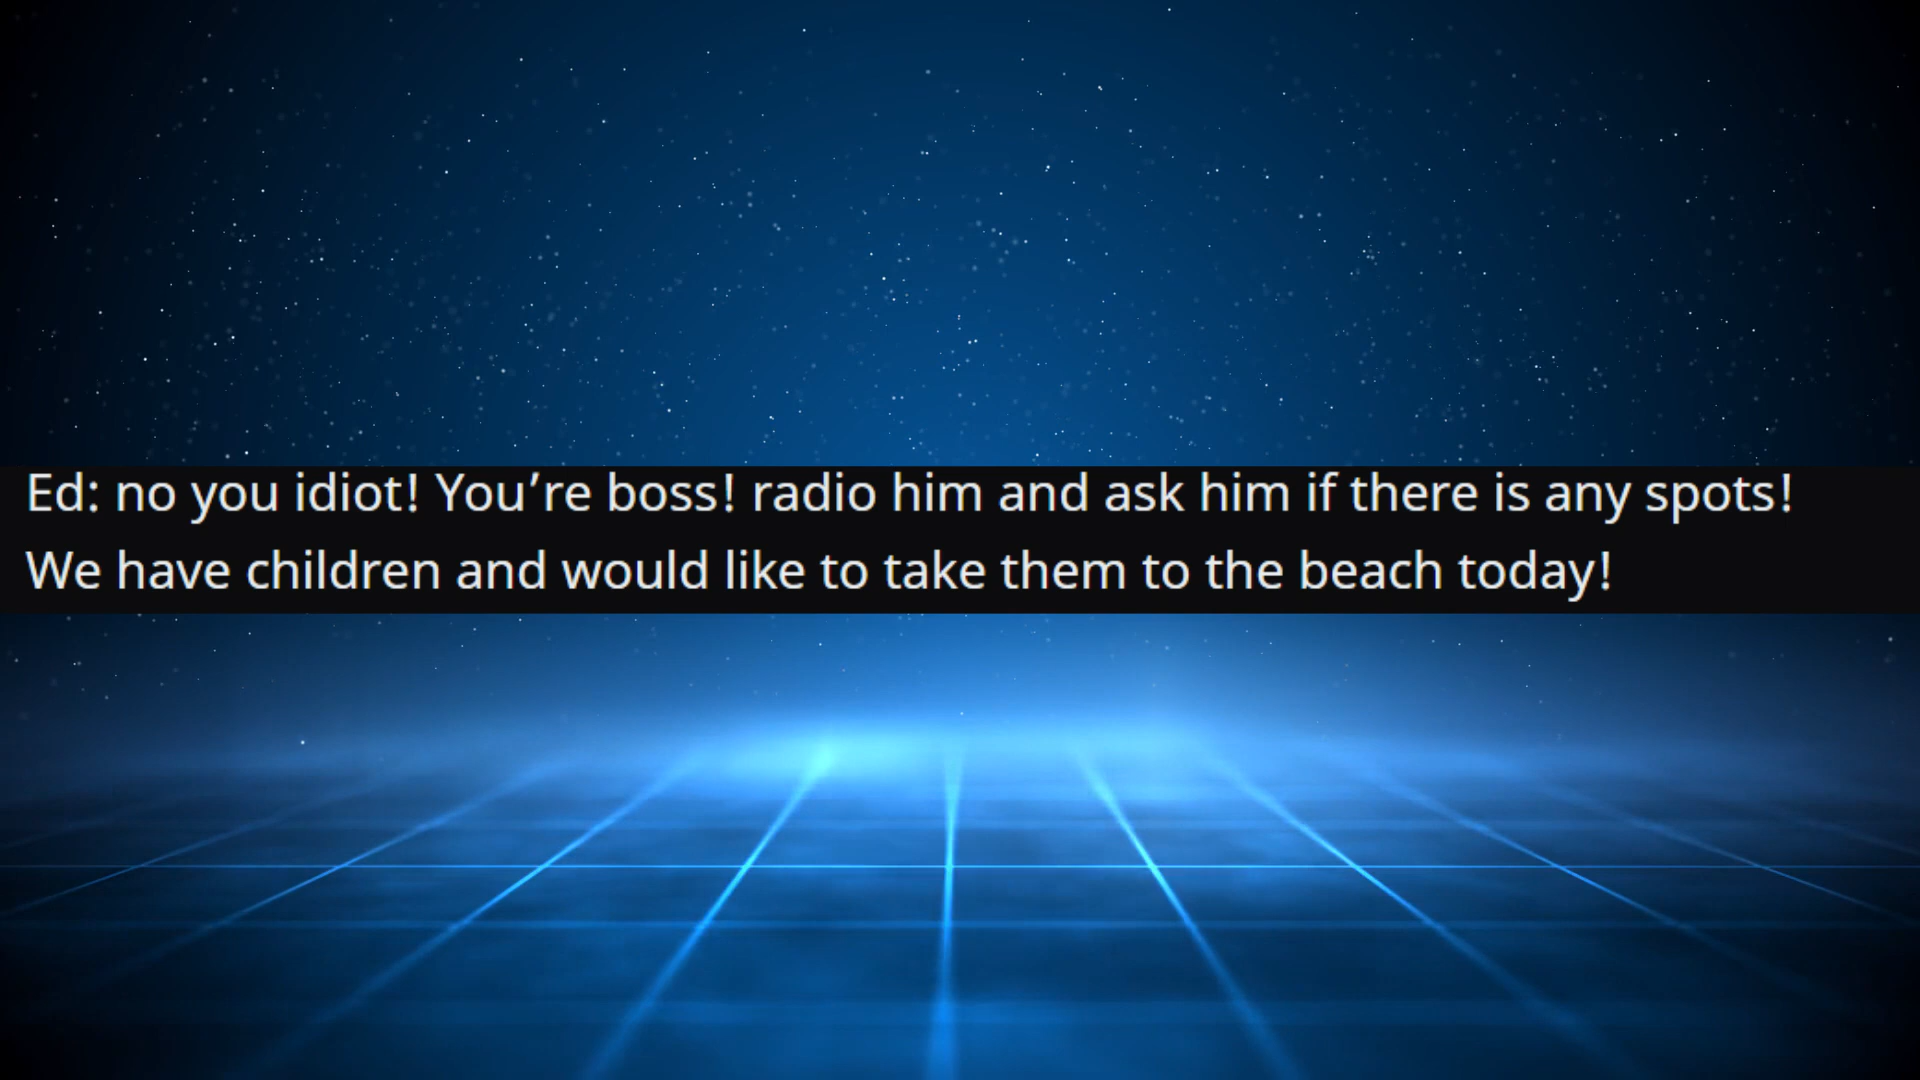 Ed: no you idiot! You’re boss! radio him and ask him if there is any spots!
We have children and would like to take them to the beach today!